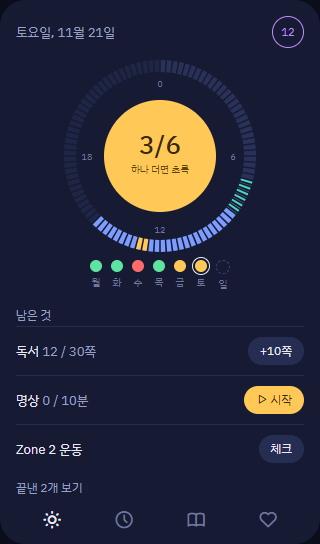 토요일, 11월 21일
12
0
18
6
12
3/6
하나 더면 초록
월 화 수 목 금 토 일
남은 것
독서 12 / 30쪽
+10쪽
명상 0 / 10분
▷ 시작
Zone 2 운동
체크
끝낸 2개 보기